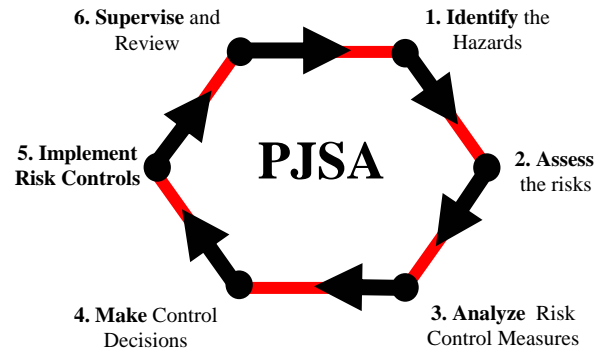 6. Supervise and
Review
1. Identify the
Hazards
5. Implement
Risk Controls
PJSA
2. Assess
the risks
4. Make Control
Decisions
3. Analyze Risk
Control Measures